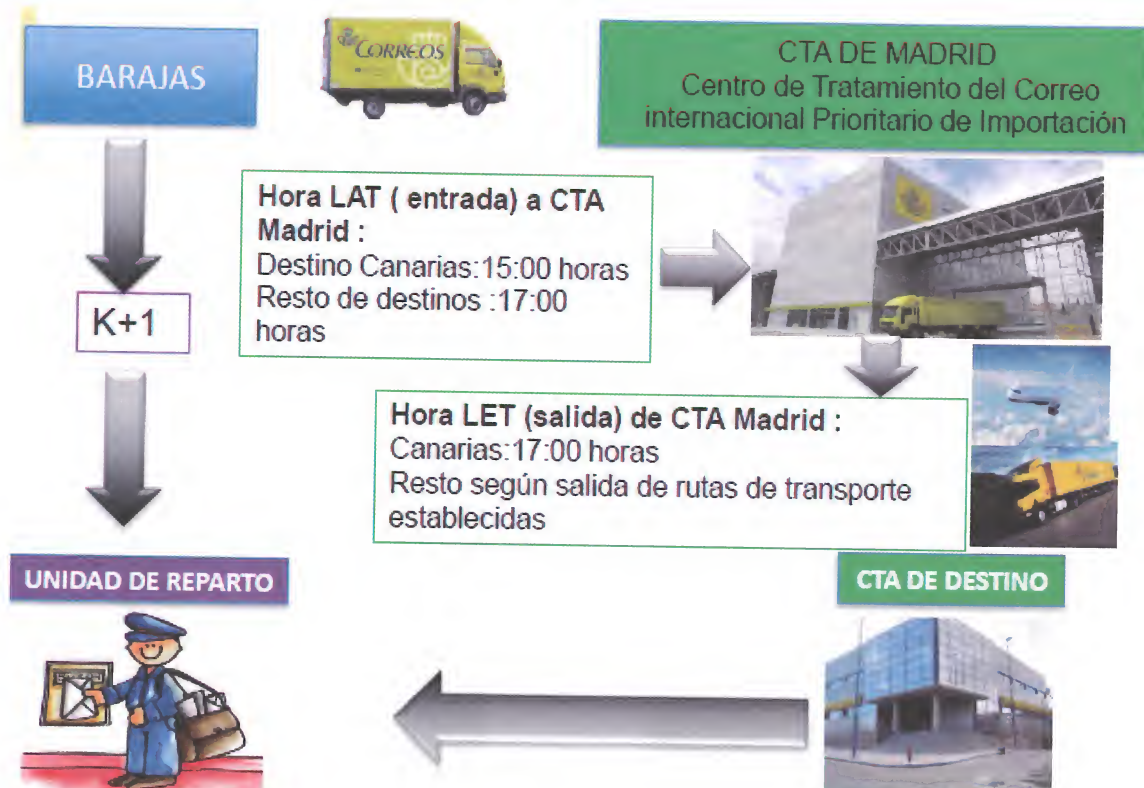 BARAJAS
CORREOS
CTA DE MADRID
Centro de Tratamiento del Correo
internacional Prioritario de Importación
Hora LAT ( entrada) a CTA
Madrid :
Destino Canarias:15:00 horas
Resto de destinos :17:00
horas
K+1
Hora LET (salida) de CTA Madrid :
Canarias:17:00 horas
Resto según salida de rutas de transporte
establecidas
UNIDAD DE REPARTO
CTA DE DESTINO